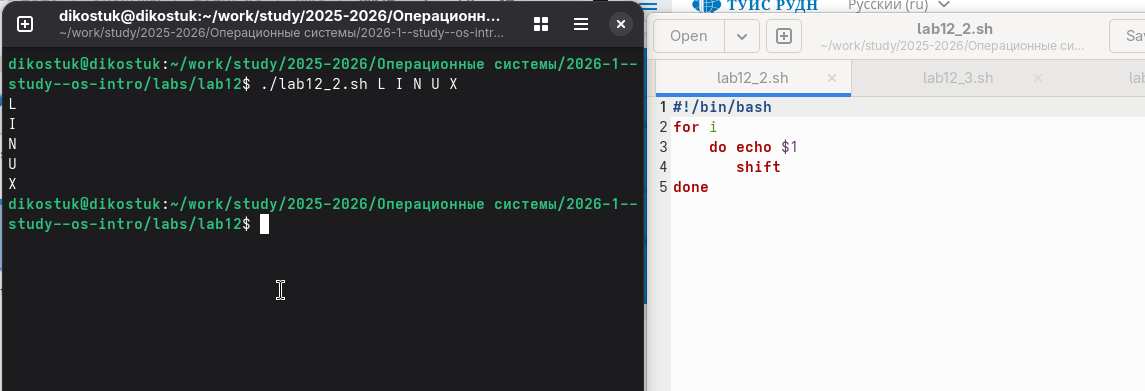 dikostuk@dikostuk:~/work/study/2025-2026/Операционн...
~/work/study/2025-2026/Операционные системы/2026-1--study--os-intr...
dikostuk@dikostuk:~/work/study/2025-2026/Операционные системы/2026-1--
study--os-intro/labs/lab12$ ./lab12_2.sh L I N U X
L
I
N
U
X
dikostuk@dikostuk:~/work/study/2025-2026/Операционные системы/2026-1--
study--os-intro/labs/lab12$
ТУИС РУДН Русский (ru)
Open
lab12_2.sh
~/work/study/2025-2026/Операционные си...
Sa
lab12_2.sh lab12_3.sh lab12
1 #!/bin/bash
2 for i
3     do echo $1
4        shift
5 done